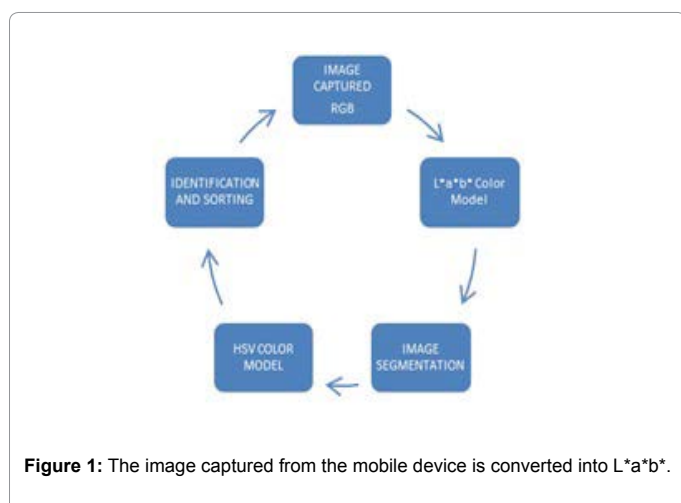 IMAGE
CAPTURED
RGB
L*a*b* Color
Model
IMAGE
SEGMENTATION
HSV COLOR
MODEL
IDENTIFICATION
AND SORTING
Figure 1: The image captured from the mobile device is converted into L*a*b*.